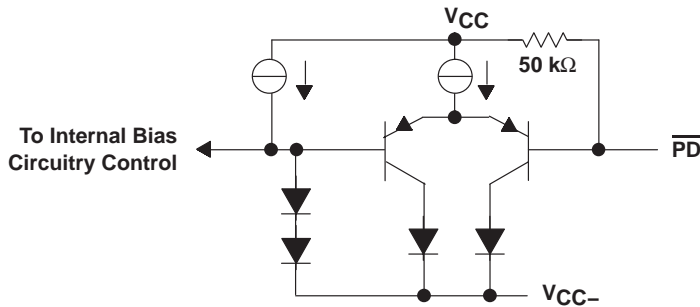 VCC
50 kΩ
To Internal Bias
Circuitry Control
PD
VCC−